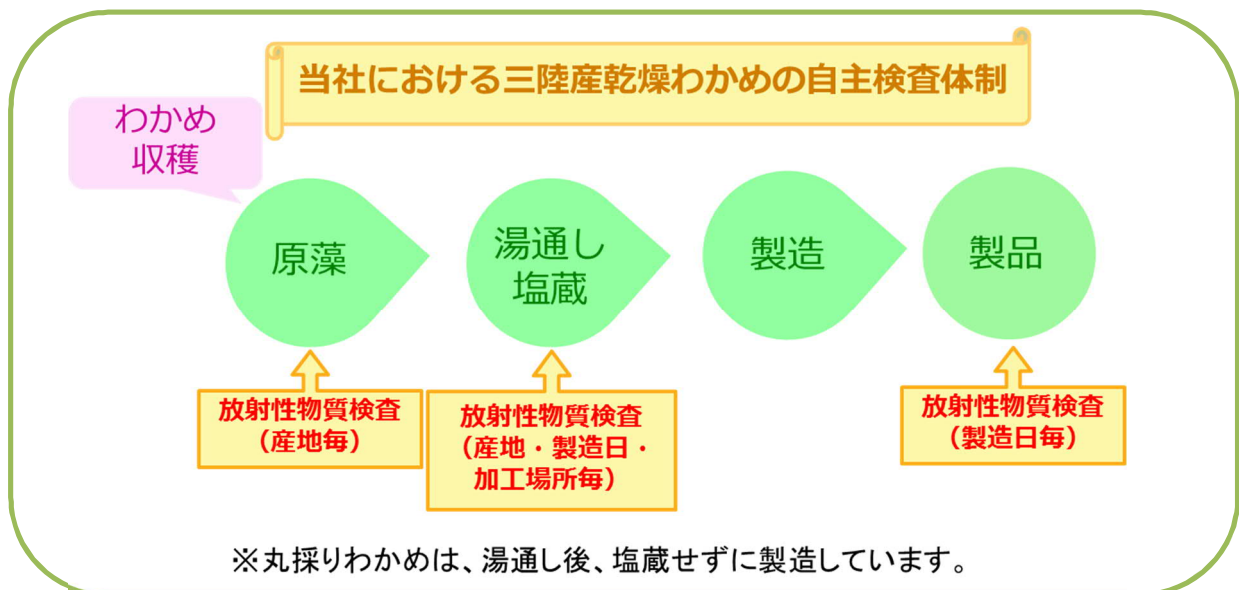 当社における三陸産乾燥わかめの自主検査体制
わかめ
収穫
原藻
湯通し
塩蔵
製造
製品
放射性物質検査
（産地毎）
放射性物質検査
（産地・製造日・
加工場所毎）
放射性物質検査
（製造日毎）
※丸採りわかめは、湯通し後、塩蔵せずに製造しています。